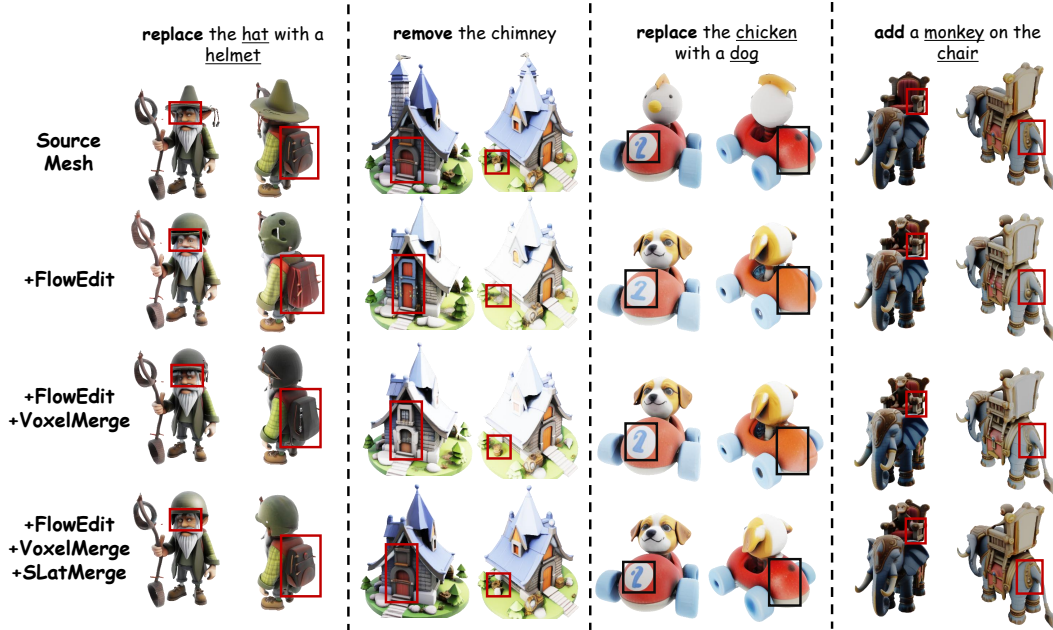 replace the hat with a
helmet
remove the chimney
replace the chicken
with a dog
add a monkey on the
chair
Source
Mesh
2
+FlowEdit
2
+FlowEdit
+VoxelMerge
2
+FlowEdit
+VoxelMerge
+SLatMerge
2